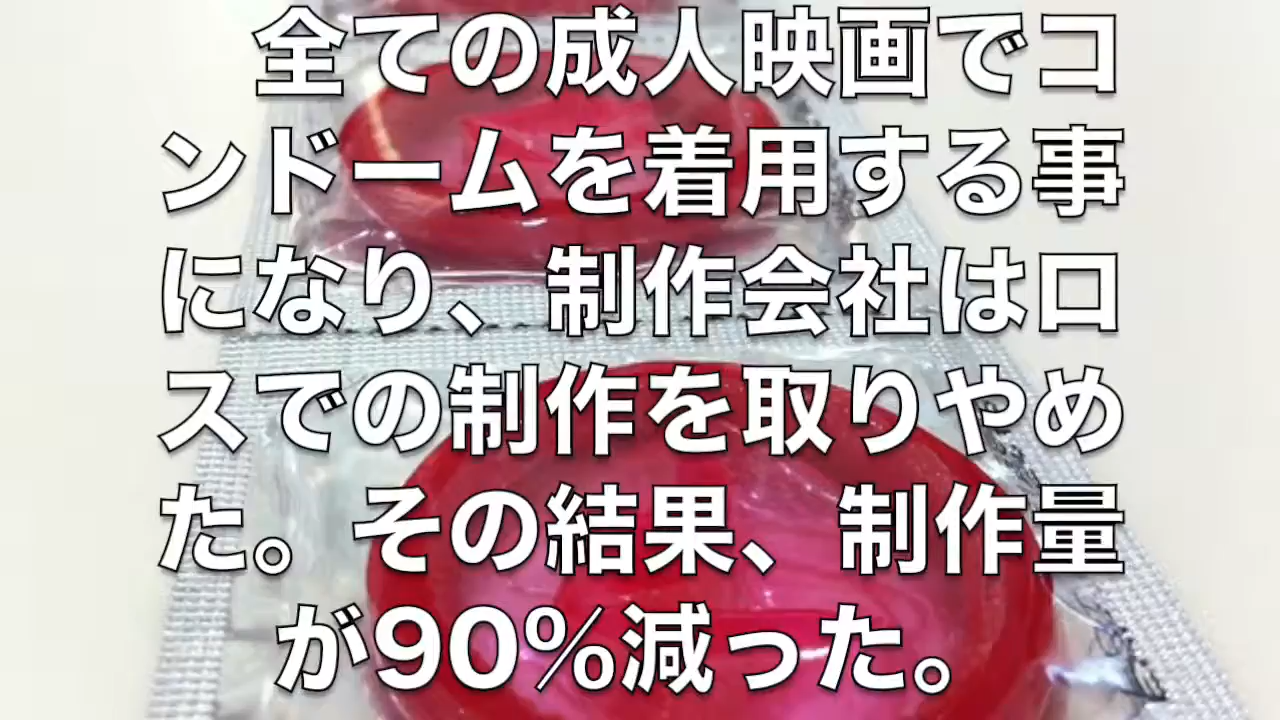 全ての成人映画でコ
ンドームを着用する事
になり、制作会社はロ
スでの制作を取りやめ
た。その結果、制作量
が90%減った。